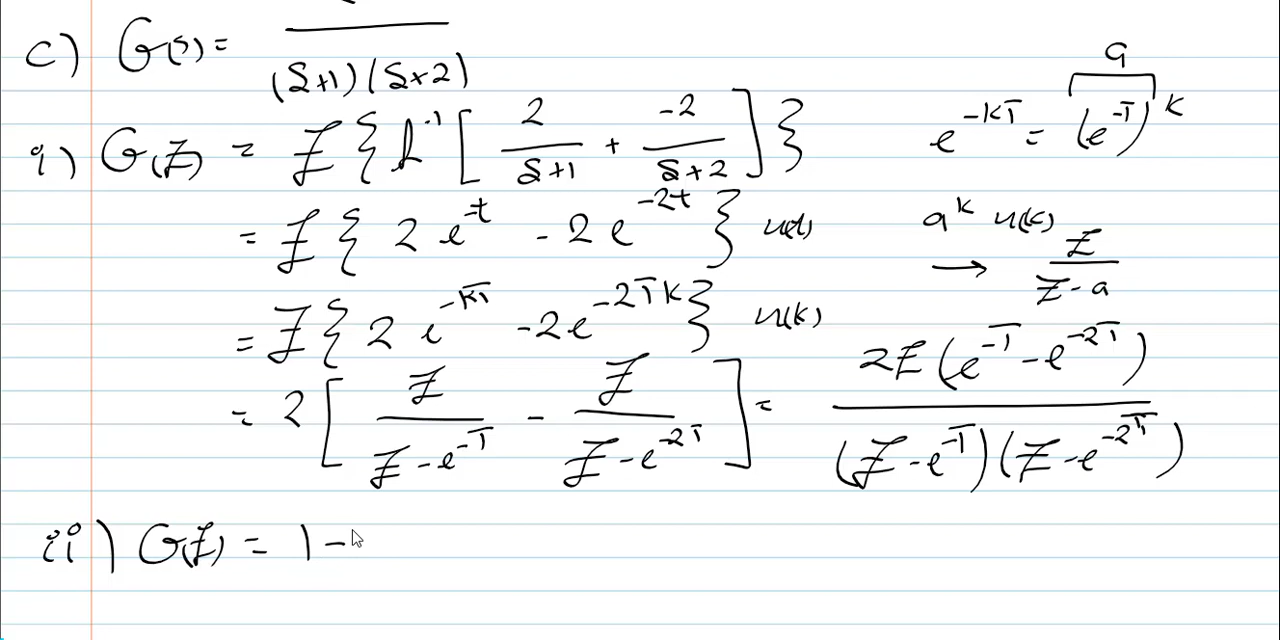 c) G(s) = ─── / (s+1)(s+2)
a
i) G(z) = Z { L⁻¹ [ 2/(s+1) + -2/(s+2) ] }
e^{-kT} = (e^{-T})^k
= Z { 2e^{-t} - 2e^{-2t} } u(t)
a^k u(k)
→ z/(z-a)
= Z { 2e^{-kT} - 2e^{-2Tk} } u(k)
= 2 [ z/(z-e^{-T}) - z/(z-e^{-2T}) ] = 2z(e^{-T} - e^{-2T}) / (z-e^{-T})(z-e^{-2T})
ii) G(z) = 1-